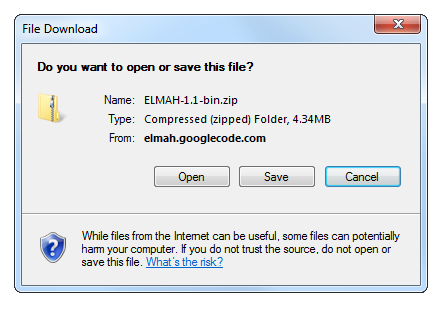 File Download
Do you want to open or save this file?
Name: ELMAH-1.1-bin.zip
Type: Compressed (zipped) Folder, 4.34MB
From: elmah.googlecode.com
Open Save Cancel
While files from the Internet can be useful, some files can potentially
harm your computer. If you do not trust the source, do not open or
save this file. What's the risk?